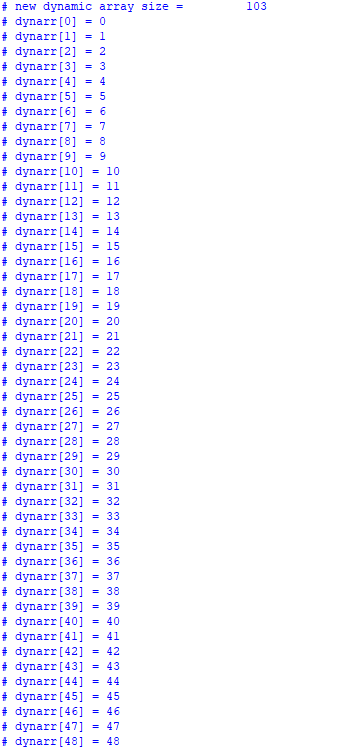 # new dynamic array size =         103
# dynarr[0] = 0
# dynarr[1] = 1
# dynarr[2] = 2
# dynarr[3] = 3
# dynarr[4] = 4
# dynarr[5] = 5
# dynarr[6] = 6
# dynarr[7] = 7
# dynarr[8] = 8
# dynarr[9] = 9
# dynarr[10] = 10
# dynarr[11] = 11
# dynarr[12] = 12
# dynarr[13] = 13
# dynarr[14] = 14
# dynarr[15] = 15
# dynarr[16] = 16
# dynarr[17] = 17
# dynarr[18] = 18
# dynarr[19] = 19
# dynarr[20] = 20
# dynarr[21] = 21
# dynarr[22] = 22
# dynarr[23] = 23
# dynarr[24] = 24
# dynarr[25] = 25
# dynarr[26] = 26
# dynarr[27] = 27
# dynarr[28] = 28
# dynarr[29] = 29
# dynarr[30] = 30
# dynarr[31] = 31
# dynarr[32] = 32
# dynarr[33] = 33
# dynarr[34] = 34
# dynarr[35] = 35
# dynarr[36] = 36
# dynarr[37] = 37
# dynarr[38] = 38
# dynarr[39] = 39
# dynarr[40] = 40
# dynarr[41] = 41
# dynarr[42] = 42
# dynarr[43] = 43
# dynarr[44] = 44
# dynarr[45] = 45
# dynarr[46] = 46
# dynarr[47] = 47
# dynarr[48] = 48